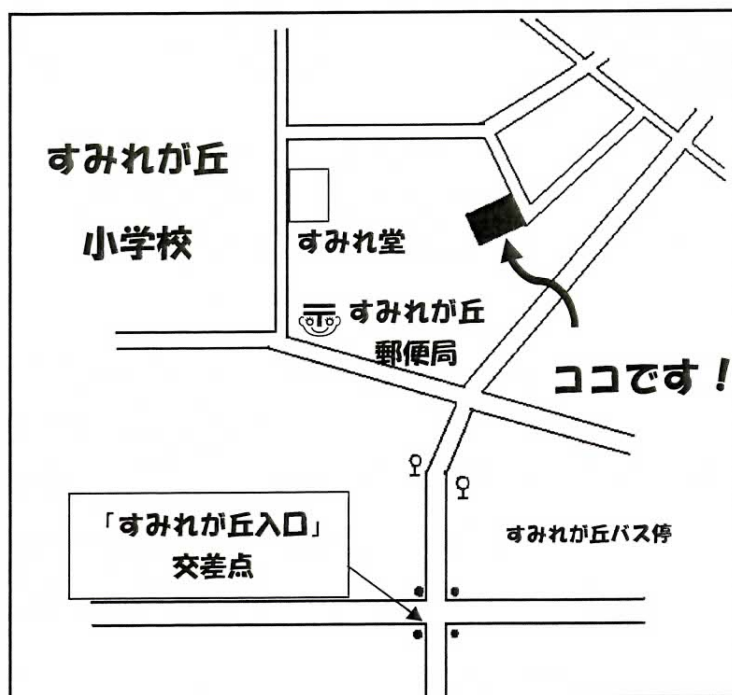 すみれが丘
小学校
すみれ堂
すみれが丘
郵便局
ココです！
「すみれが丘入口」
交差点
すみれが丘バス停